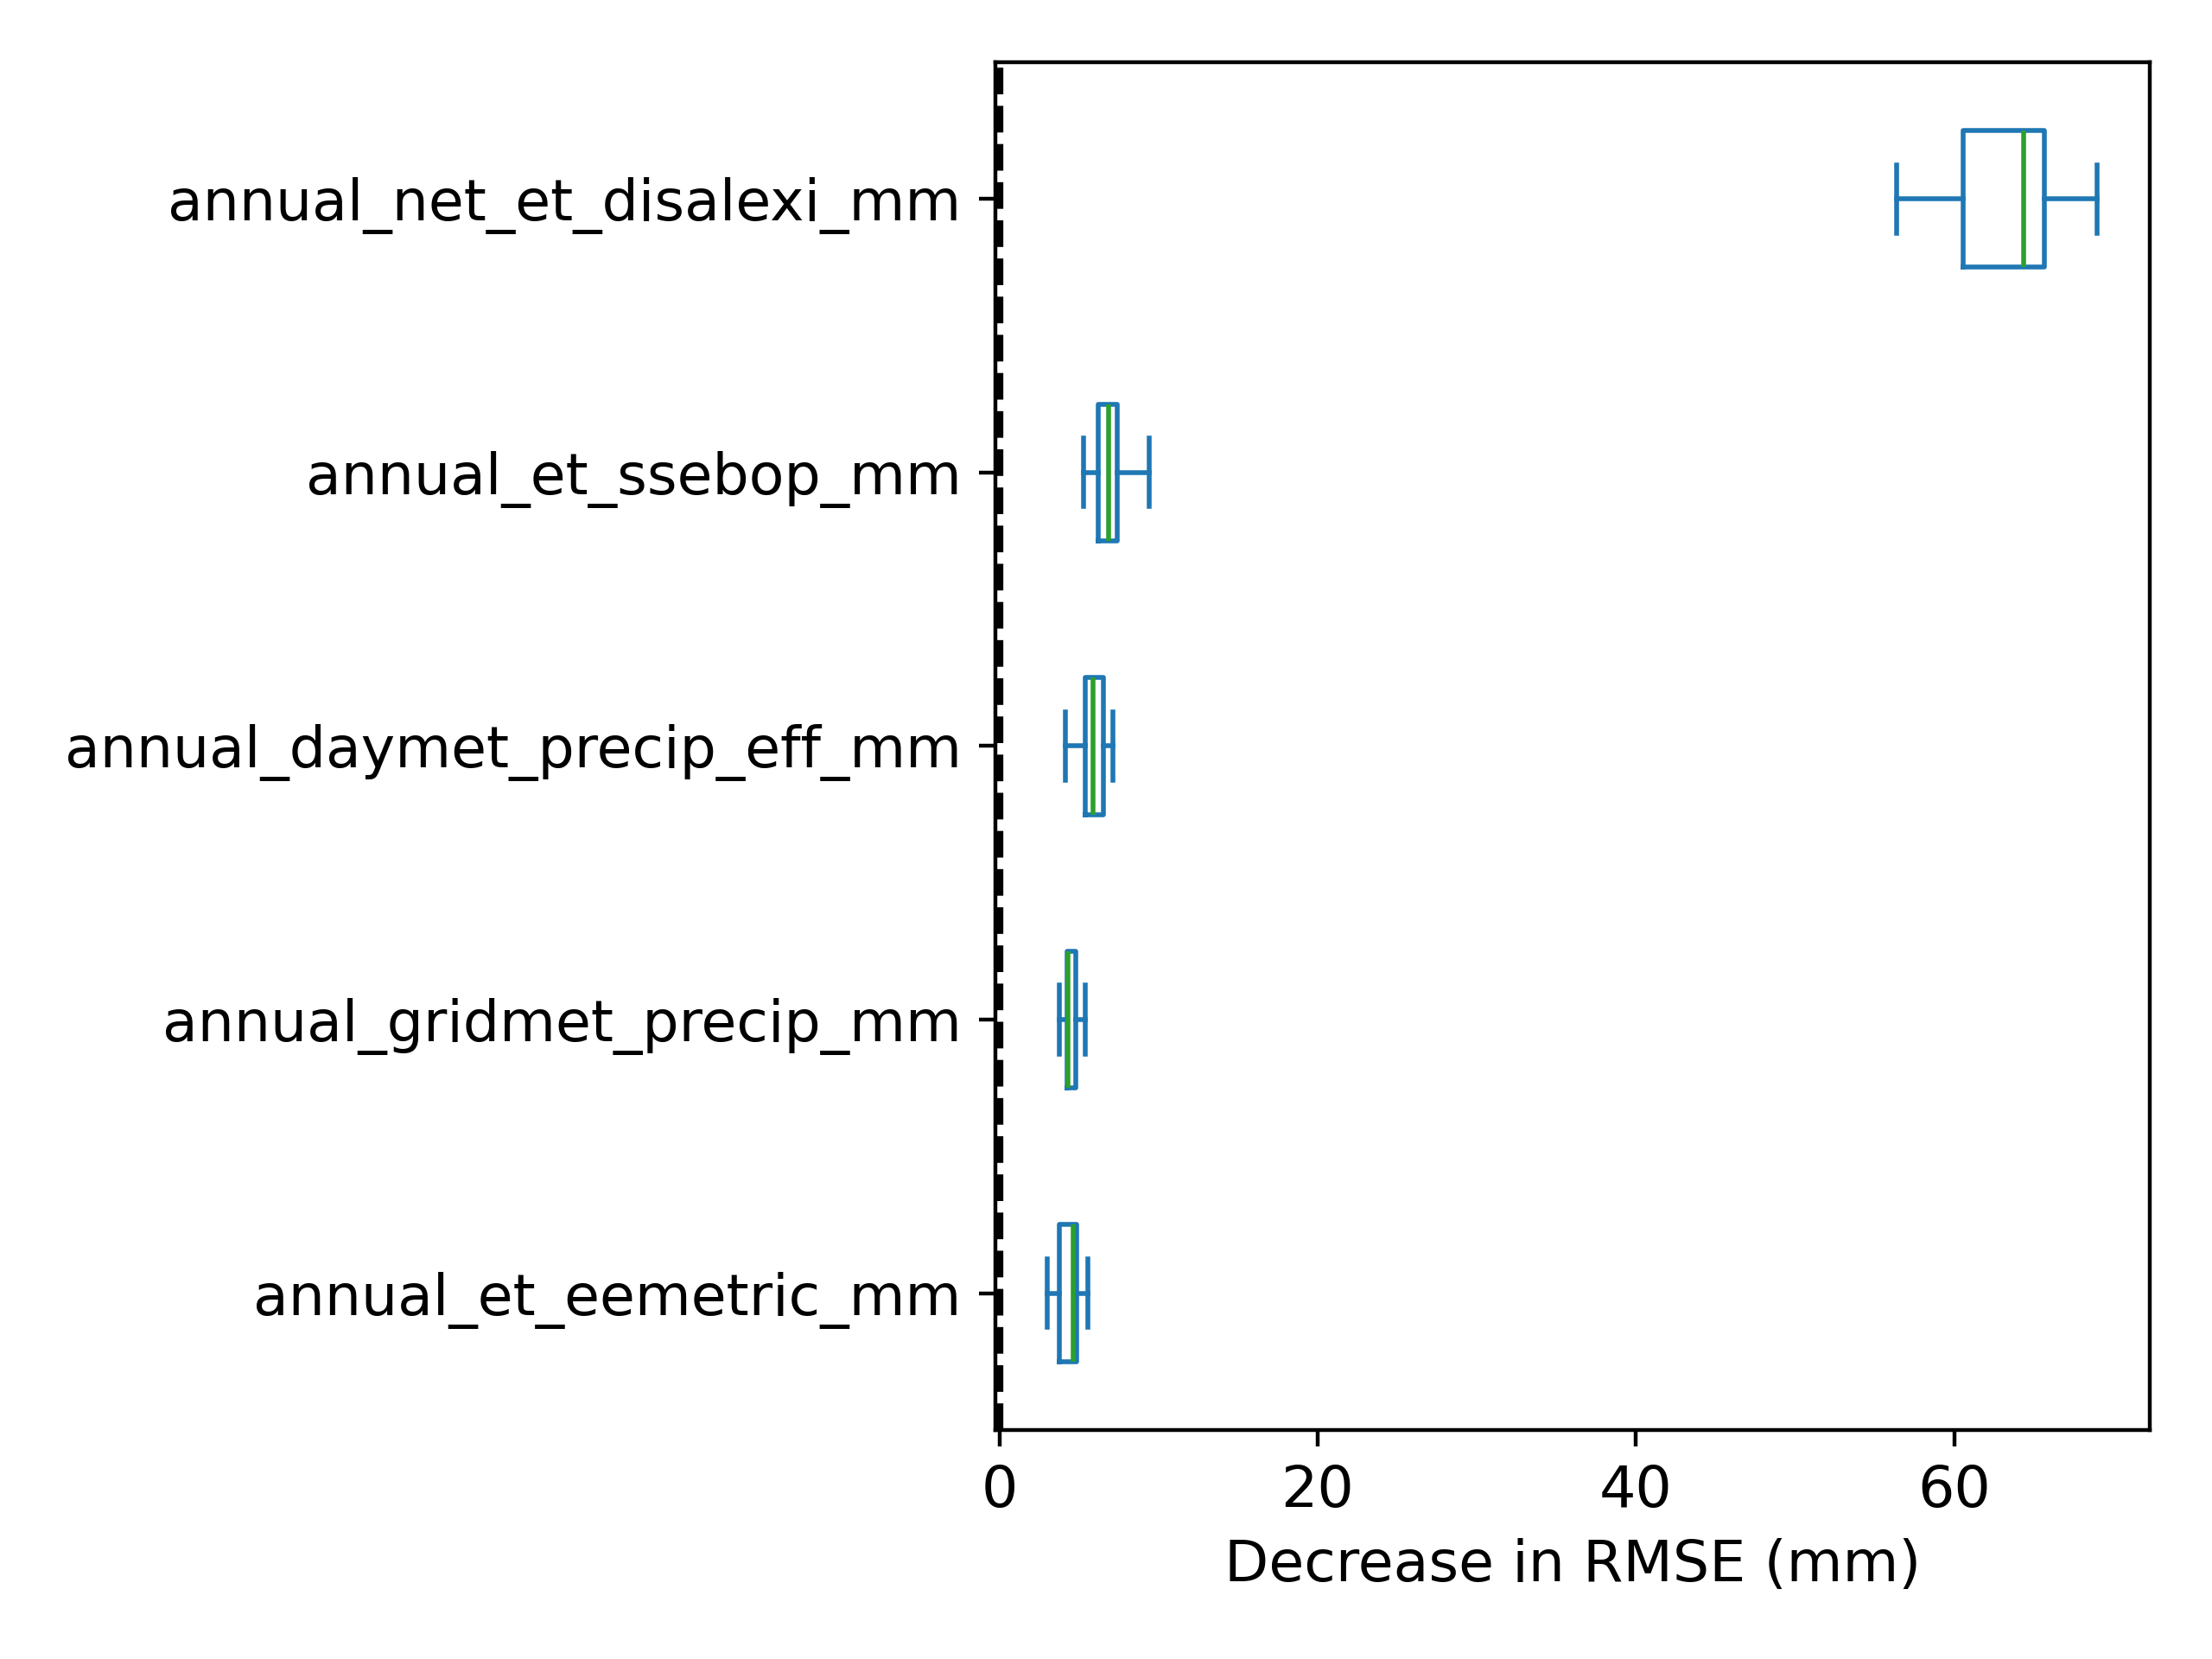 annual_net_et_disalexi_mm
annual_et_ssebop_mm
annual_daymet_precip_eff_mm
annual_gridmet_precip_mm
annual_et_eemetric_mm
0 20 40 60
Decrease in RMSE (mm)